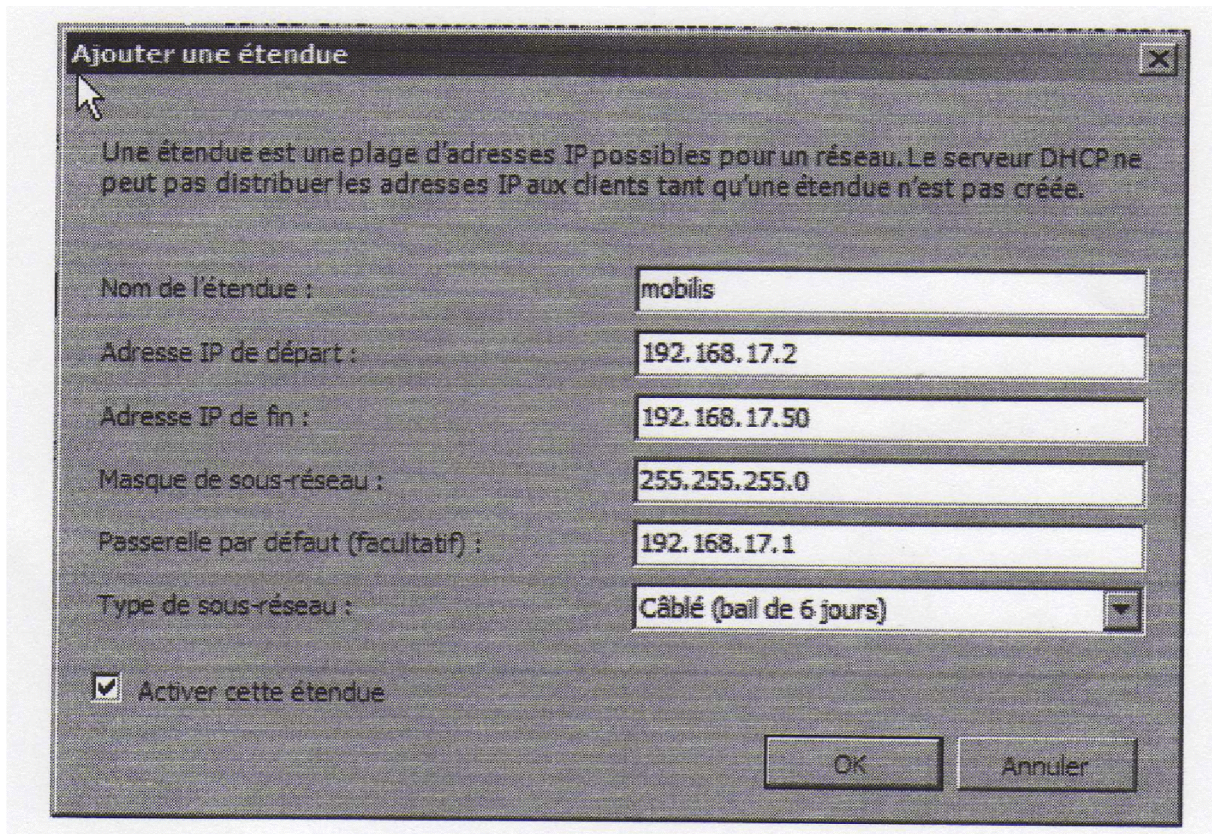 Ajouter une étendue
Une étendue est une plage d'adresses IP possibles pour un réseau. Le serveur DHCP ne
peut pas distribuer les adresses IP aux clients tant qu'une étendue n'est pas créée.
Nom de l'étendue : mobilis
Adresse IP de départ : 192.168.17.2
Adresse IP de fin : 192.168.17.50
Masque de sous-réseau : 255.255.255.0
Passerelle par défaut (facultatif) : 192.168.17.1
Type de sous-réseau : Câblé (bail de 6 jours)
Activer cette étendue
OK Annuler